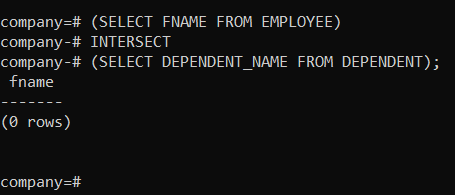 company=# (SELECT FNAME FROM EMPLOYEE)
company-# INTERSECT
company-# (SELECT DEPENDENT_NAME FROM DEPENDENT);
 fname
-------
(0 rows)
company=#